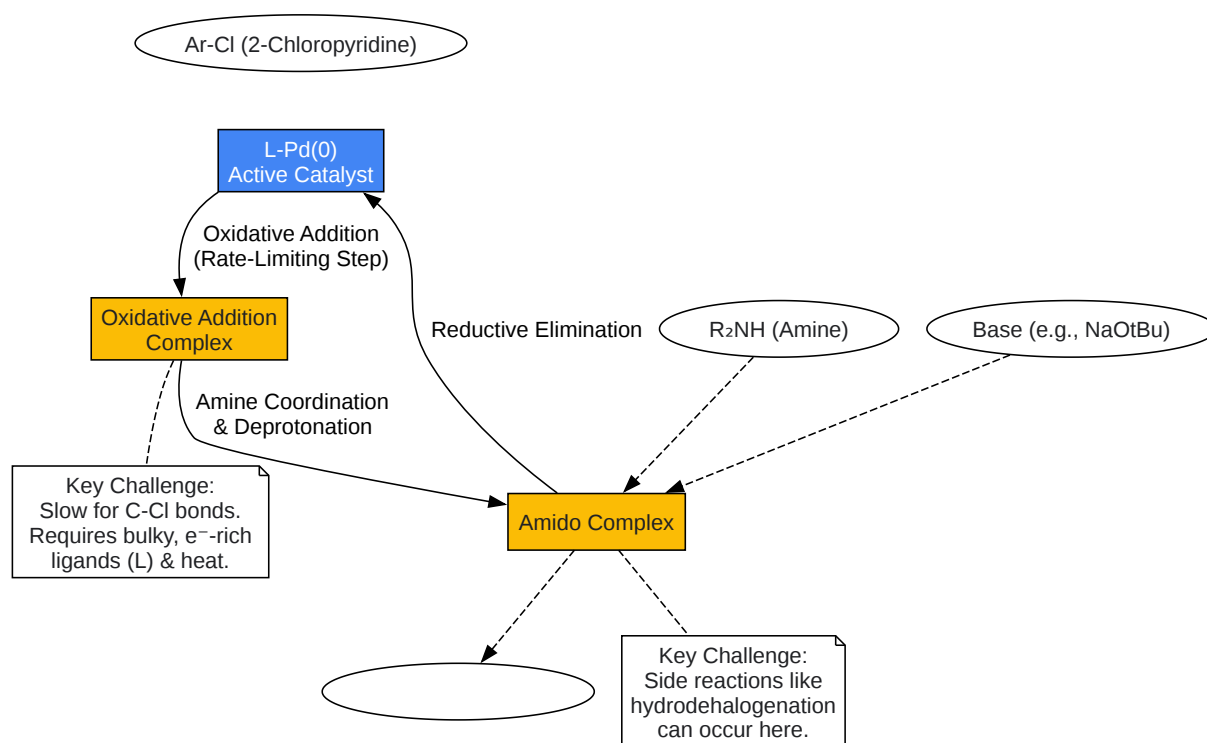 Ar-Cl (2-Chloropyridine)
L-Pd(0)
Active Catalyst
Oxidative Addition
(Rate-Limiting Step)
Oxidative Addition
Complex
Reductive Elimination
R₂NH (Amine)
Base (e.g., NaOtBu)
Amine Coordination
& Deprotonation
Key Challenge:
Slow for C-Cl bonds.
Requires bulky, e⁻-rich
ligands (L) & heat.
Amido Complex
Key Challenge:
Side reactions like
hydrodehalogenation
can occur here.